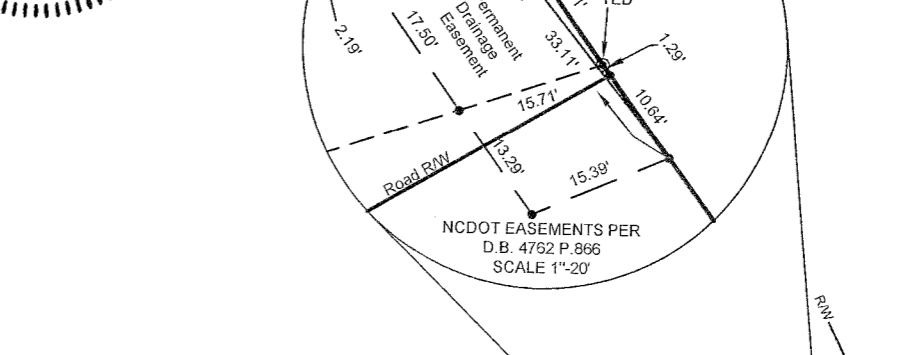 2.19'
17.50'
Drainage
Easement
33.11'
1.29'
15.71'
10.64'
Road R/W
13.29'
15.39'
NCDOT EASEMENTS PER
D.B. 4762 P.866
SCALE 1"-20'
R/W